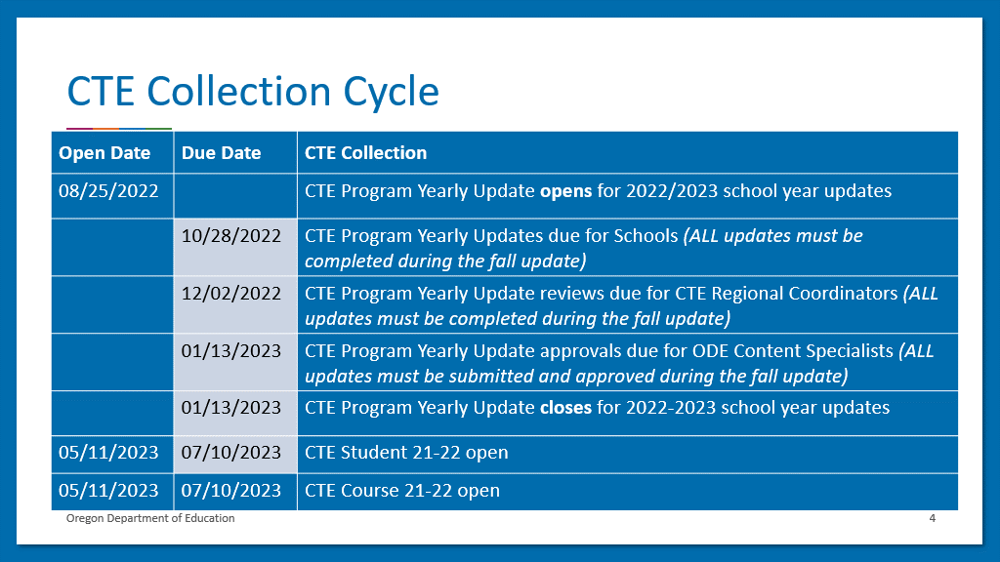 CTE Collection Cycle
Open Date Due Date CTE Collection
08/25/2022 CTE Program Yearly Update opens for 2022/2023 school year updates
10/28/2022 CTE Program Yearly Updates due for Schools (ALL updates must be
completed during the fall update)
12/02/2022 CTE Program Yearly Update reviews due for CTE Regional Coordinators (ALL
updates must be completed during the fall update)
01/13/2023 CTE Program Yearly Update approvals due for ODE Content Specialists (ALL
updates must be submitted and approved during the fall update)
01/13/2023 CTE Program Yearly Update closes for 2022-2023 school year updates
05/11/2023 07/10/2023 CTE Student 21-22 open
05/11/2023 07/10/2023 CTE Course 21-22 open
Oregon Department of Education 4